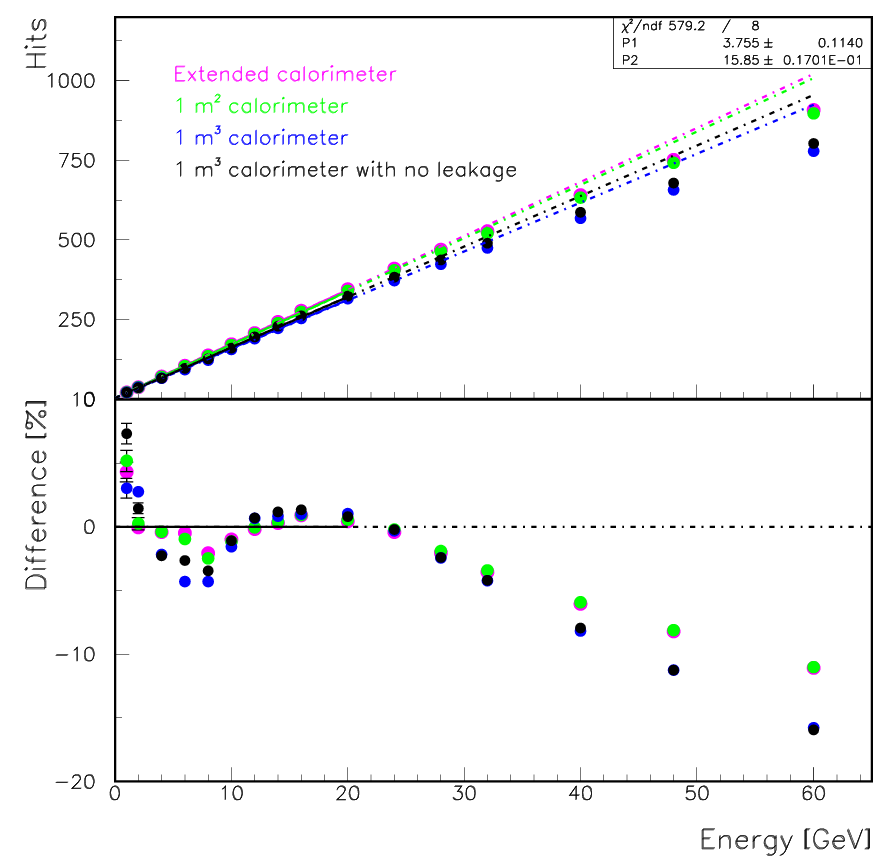 Hits
χ²/ndf 579.2 / 8
P1 3.755 ± 0.1140
P2 15.85 ± 0.1701E-01
Extended calorimeter
1 m² calorimeter
1 m³ calorimeter
1 m³ calorimeter with no leakage
1000
750
500
250
0
10
Difference [%]
0
-10
-20
0 10 20 30 40 50 60
Energy [GeV]